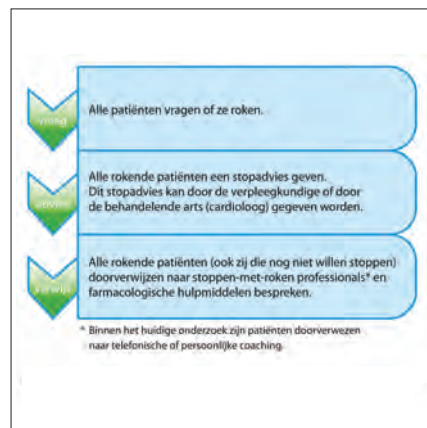 vraag
Alle patiënten vragen of ze roken.
advies
Alle rokende patiënten een stopadvies geven.
Dit stopadvies kan door de verpleegkundige of door
de behandelende arts (cardioloog) gegeven worden.
verwijs
Alle rokende patiënten (ook zij die nog niet willen stoppen)
doorverwijzen naar stoppen-met-roken professionals* en
farmacologische hulpmiddelen bespreken.
* Binnen het huidige onderzoek zijn patiënten doorverwezen
naar telefonische of persoonlijke coaching.